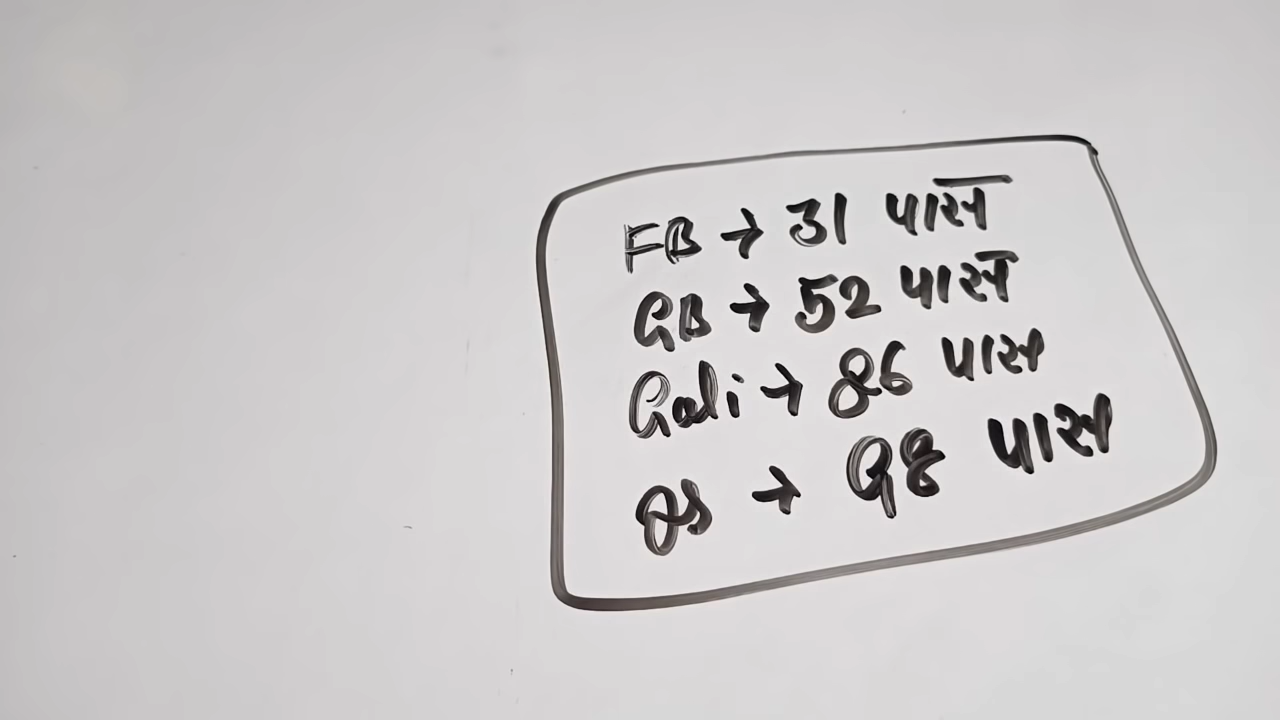 FB → 31 पास
GB → 52 पास
Gali → 86 पास
DS → 98 पास